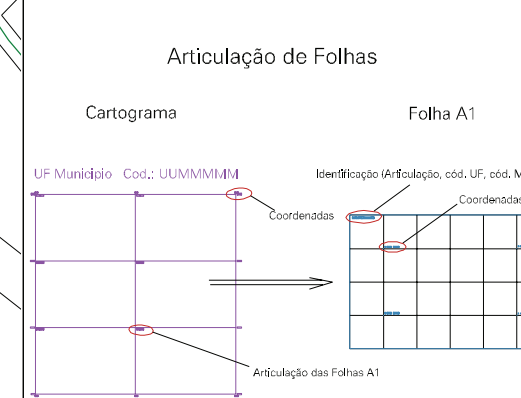 Articulação de Folhas
Cartograma
Folha A1
UF Municipio Cod.: UUMMMMM
Identificação (Articulação, cód. UF, cód. M
Coordenadas
Coordenadas
Articulação das Folhas A1